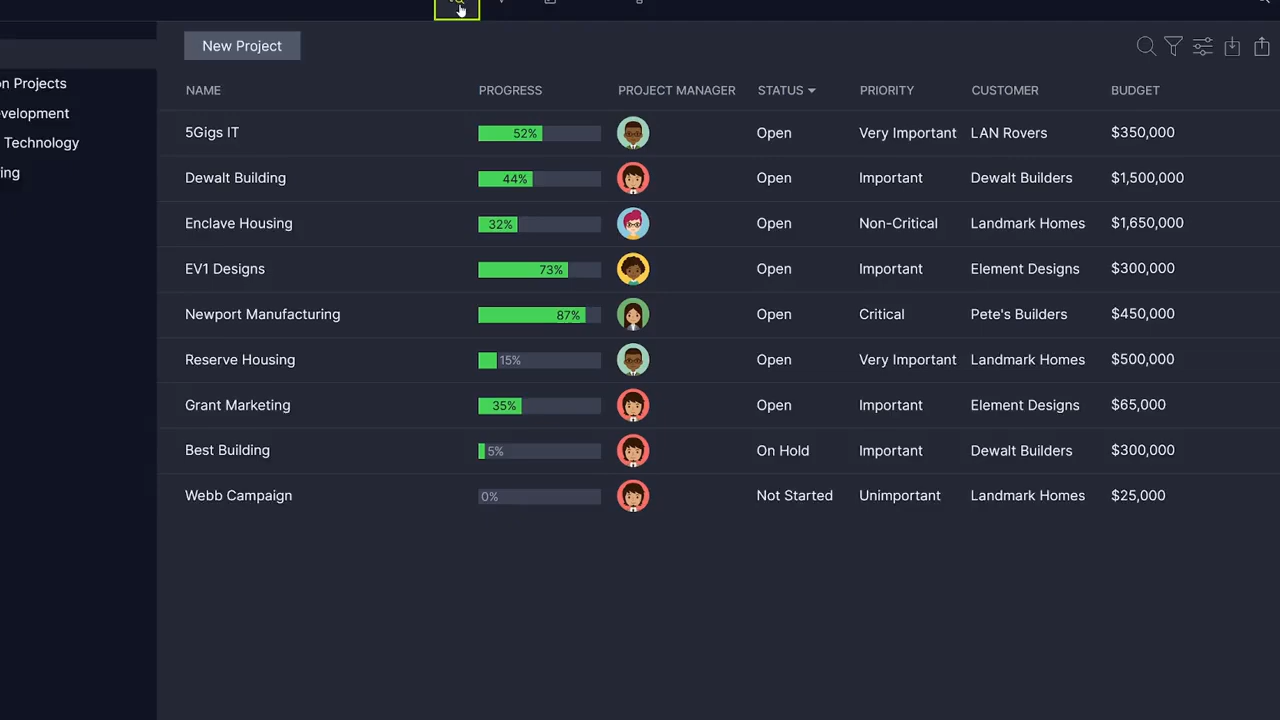 New Project
on Projects
evelopment
Technology
ing
NAME PROGRESS PROJECT MANAGER STATUS PRIORITY CUSTOMER BUDGET
5Gigs IT 52% Open Very Important LAN Rovers $350,000
Dewalt Building 44% Open Important Dewalt Builders $1,500,000
Enclave Housing 32% Open Non-Critical Landmark Homes $1,650,000
EV1 Designs 73% Open Important Element Designs $300,000
Newport Manufacturing 87% Open Critical Pete's Builders $450,000
Reserve Housing 15% Open Very Important Landmark Homes $500,000
Grant Marketing 35% Open Important Element Designs $65,000
Best Building 5% On Hold Important Dewalt Builders $300,000
Webb Campaign 0% Not Started Unimportant Landmark Homes $25,000